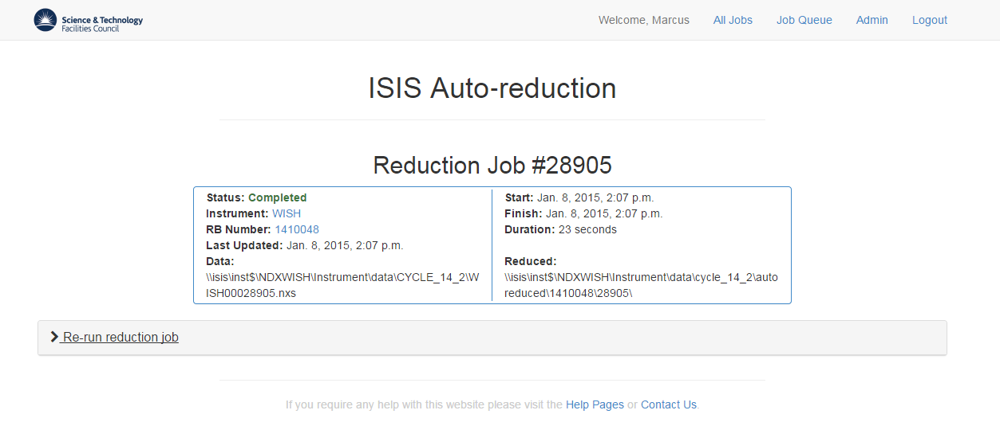 Science & Technology
Facilities Council
Welcome, Marcus
All Jobs
Job Queue
Admin
Logout
ISIS Auto-reduction
Reduction Job #28905
Status: Completed
Instrument: WISH
RB Number: 1410048
Last Updated: Jan. 8, 2015, 2:07 p.m.
Data:
\\isis\inst$\NDXWISH\Instrument\data\CYCLE_14_2\W
ISH00028905.nxs
Start: Jan. 8, 2015, 2:07 p.m.
Finish: Jan. 8, 2015, 2:07 p.m.
Duration: 23 seconds
Reduced:
\\isis\inst$\NDXWISH\Instrument\data\cycle_14_2\auto
reduced\1410048\28905\
Re-run reduction job
If you require any help with this website please visit the Help Pages or Contact Us.